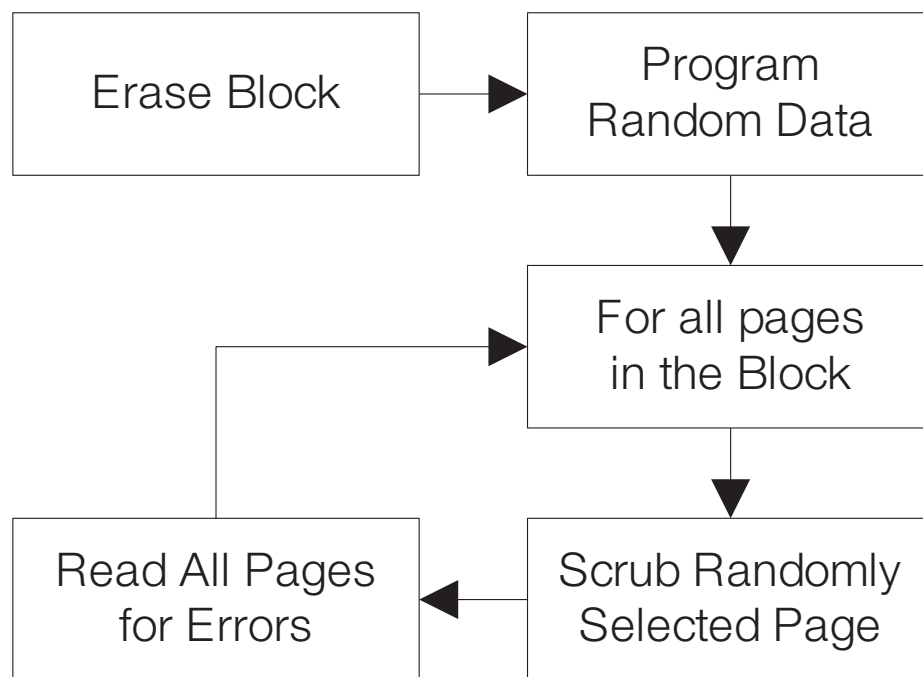 Erase Block
Program
Random Data
For all pages
in the Block
Scrub Randomly
Selected Page
Read All Pages
for Errors